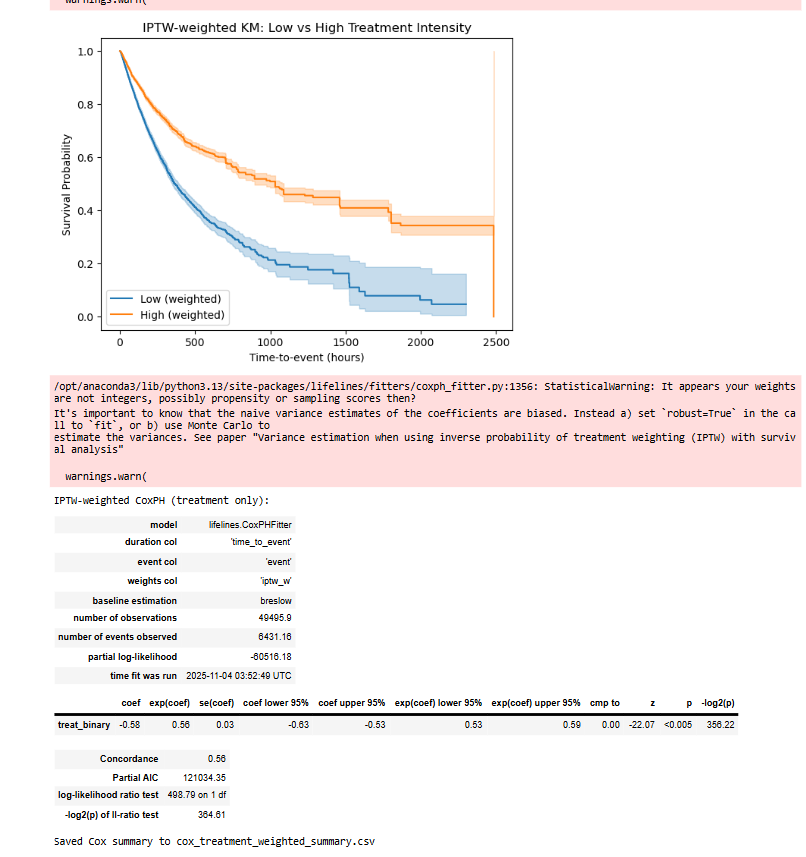 warnings.warn(
IPTW-weighted KM: Low vs High Treatment Intensity
1.0
0.8
0.6
0.4
0.2
0.0
Survival Probability
Low (weighted)
High (weighted)
0 500 1000 1500 2000 2500
Time-to-event (hours)
/opt/anaconda3/lib/python3.13/site-packages/lifelines/fitters/coxph_fitter.py:1356: StatisticalWarning: It appears your weights
are not integers, possibly propensity or sampling scores then?
It's important to know that the naive variance estimates of the coefficients are biased. Instead a) set `robust=True` in the ca
ll to `fit`, or b) use Monte Carlo to
estimate the variances. See paper "Variance estimation when using inverse probability of treatment weighting (IPTW) with surviv
al analysis"
warnings.warn(
IPTW-weighted CoxPH (treatment only):
model lifelines.CoxPHFitter
duration col 'time_to_event'
event col 'event'
weights col 'iptw_w'
baseline estimation breslow
number of observations 49495.9
number of events observed 6431.16
partial log-likelihood -60516.18
time fit was run 2025-11-04 03:52:49 UTC
coef exp(coef) se(coef) coef lower 95% coef upper 95% exp(coef) lower 95% exp(coef) upper 95% cmp to z p -log2(p)
treat_binary -0.58 0.56 0.03 -0.63 -0.53 0.53 0.59 0.00 -22.07 <0.005 356.22
Concordance 0.56
Partial AIC 121034.35
log-likelihood ratio test 498.79 on 1 df
-log2(p) of ll-ratio test 364.61
Saved Cox summary to cox_treatment_weighted_summary.csv